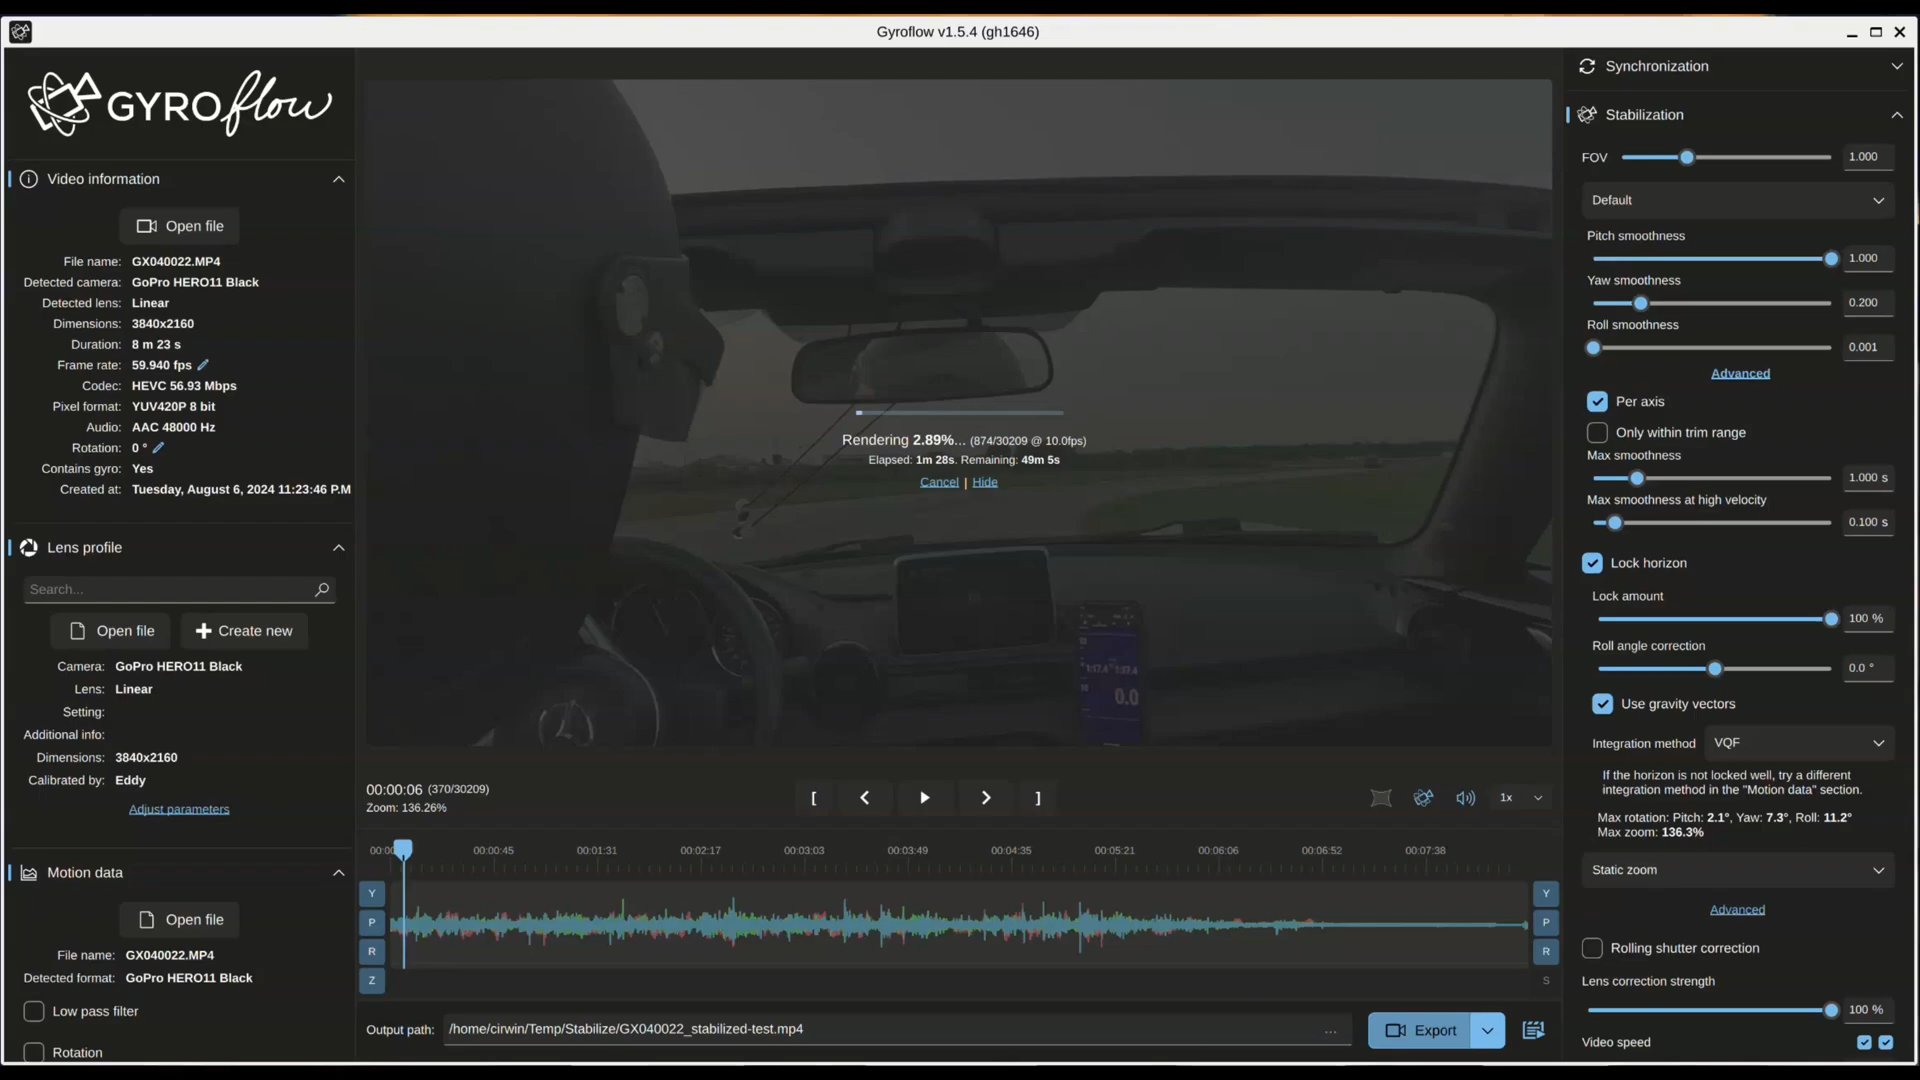 Gyroflow v1.5.4 (gh1646)
GYROflow
Video information
Open file
File name: GX040022.MP4
Detected camera: GoPro HERO11 Black
Detected lens: Linear
Dimensions: 3840x2160
Duration: 8 m 23 s
Frame rate: 59.940 fps
Codec: HEVC 56.93 Mbps
Pixel format: YUV420P 8 bit
Audio: AAC 48000 Hz
Rotation: 0 °
Contains gyro: Yes
Created at: Tuesday, August 6, 2024 11:23:46 P.M
Lens profile
Search...
Open file
Create new
Camera: GoPro HERO11 Black
Lens: Linear
Setting:
Additional info:
Dimensions: 3840x2160
Calibrated by: Eddy
Adjust parameters
Motion data
Open file
File name: GX040022.MP4
Detected format: GoPro HERO11 Black
Low pass filter
Rotation
Rendering 2.89%... (874/30209 @ 10.0fps)
Elapsed: 1m 28s. Remaining: 49m 5s
Cancel | Hide
0.0
00:00:06 (370/30209)
Zoom: 136.26%
[ ]
1x
00:00 00:00:45 00:01:31 00:02:17 00:03:03 00:03:49 00:04:35 00:05:21 00:06:06 00:06:52 00:07:38
Y Y
P P
R R
Z S
Output path: /home/cirwin/Temp/Stabilize/GX040022_stabilized-test.mp4 ...
Export
Synchronization
Stabilization
FOV 1.000
Default
Pitch smoothness
1.000
Yaw smoothness
0.200
Roll smoothness
0.001
Advanced
Per axis
Only within trim range
Max smoothness
1.000 s
Max smoothness at high velocity
0.100 s
Lock horizon
Lock amount
100 %
Roll angle correction
0.0 °
Use gravity vectors
Integration method VQF
If the horizon is not locked well, try a different
integration method in the "Motion data" section.
Max rotation: Pitch: 2.1°, Yaw: 7.3°, Roll: 11.2°
Max zoom: 136.3%
Static zoom
Advanced
Rolling shutter correction
Lens correction strength
100 %
Video speed